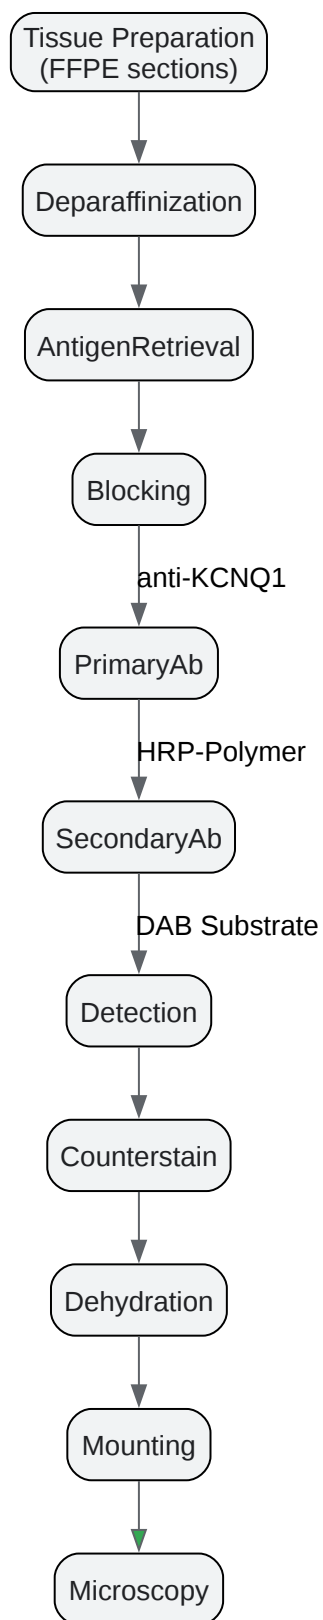 Tissue Preparation
(FFPE sections)
Deparaffinization
AntigenRetrieval
Blocking
anti-KCNQ1
PrimaryAb
HRP-Polymer
SecondaryAb
DAB Substrate
Detection
Counterstain
Dehydration
Mounting
Microscopy